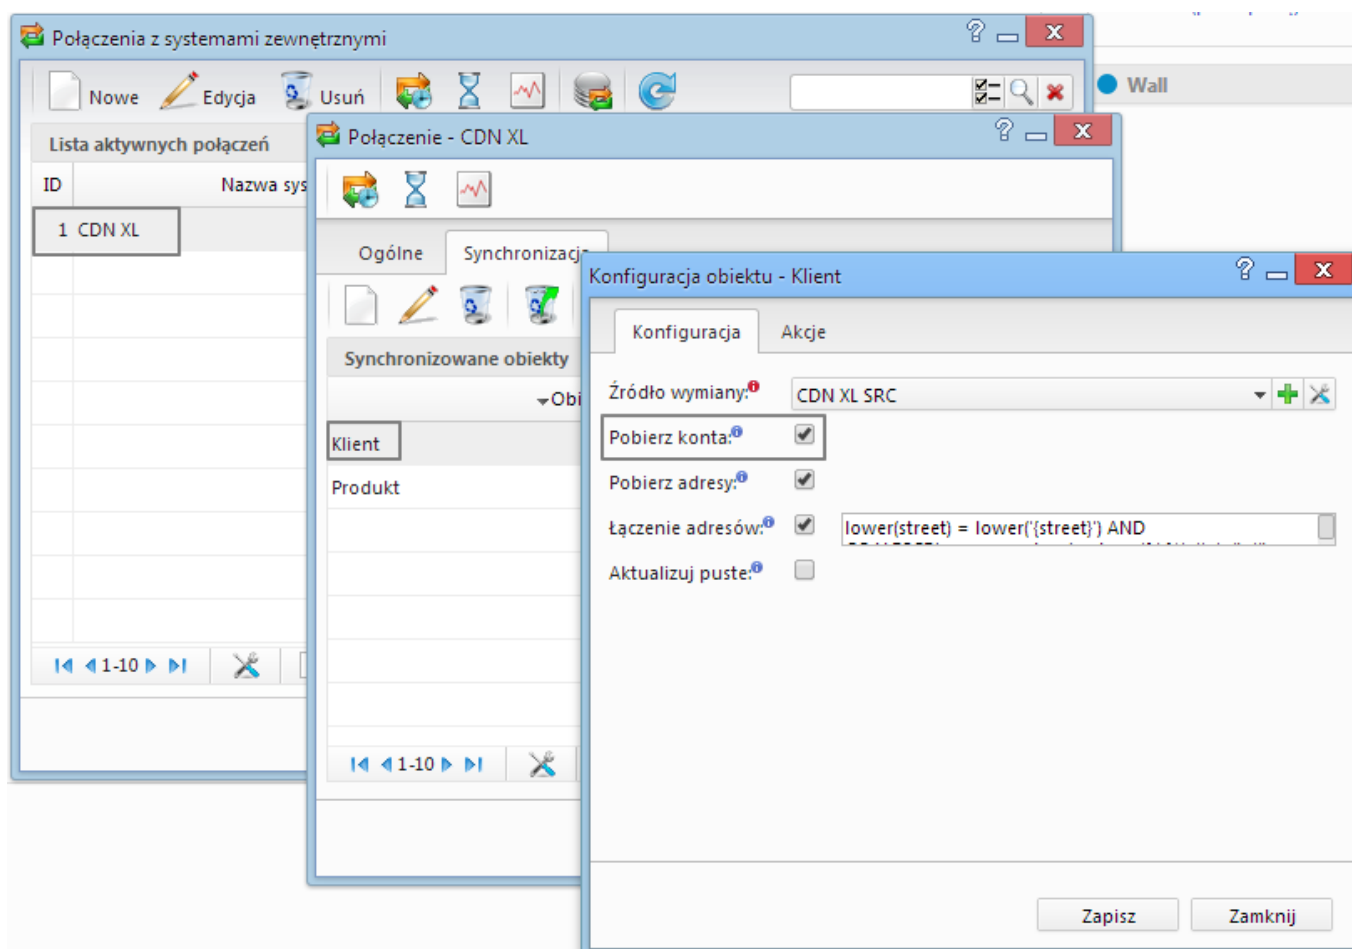 Połączenia z systemami zewnętrznymi
Nowe Edycja Usuń
Wall
Lista aktywnych połączeń
ID Nazwa sys
1 CDN XL
1-10
Połączenie - CDN XL
Ogólne Synchronizacja
Synchronizowane obiekty
Obi
Klient
Produkt
1-10
Konfiguracja obiektu - Klient
Konfiguracja Akcje
Źródło wymiany: CDN XL SRC
Pobierz konta:
Pobierz adresy:
Łączenie adresów: lower(street) = lower('{street}') AND
Aktualizuj puste:
Zapisz Zamknij